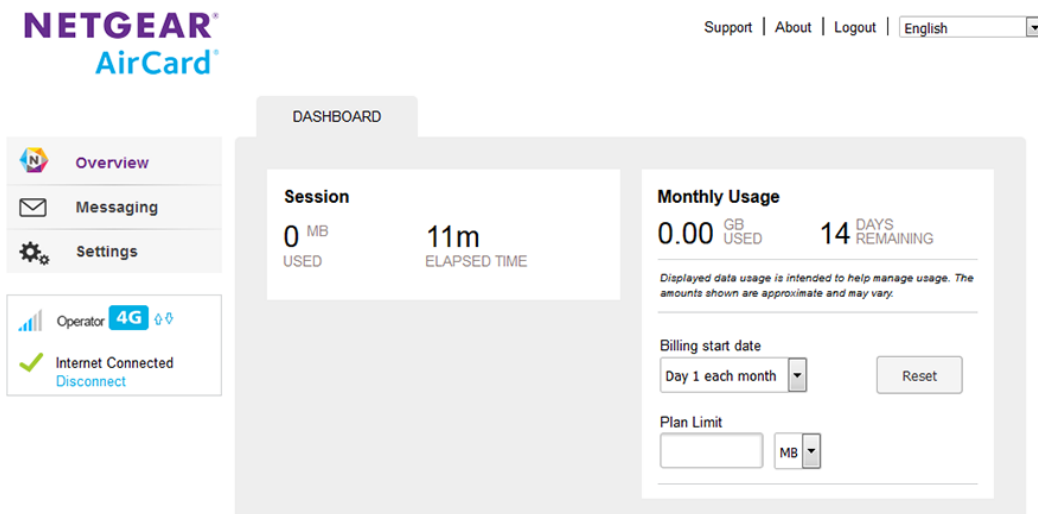 NETGEAR®
AirCard®
Support | About | Logout | English
DASHBOARD
N
Overview
Messaging
Settings
Operator 4G
Internet Connected
Disconnect
Session
0 MB
USED
11m
ELAPSED TIME
Monthly Usage
0.00 GB USED
14 DAYS REMAINING
Displayed data usage is intended to help manage usage. The
amounts shown are approximate and may vary.
Billing start date
Day 1 each month
Reset
Plan Limit
MB